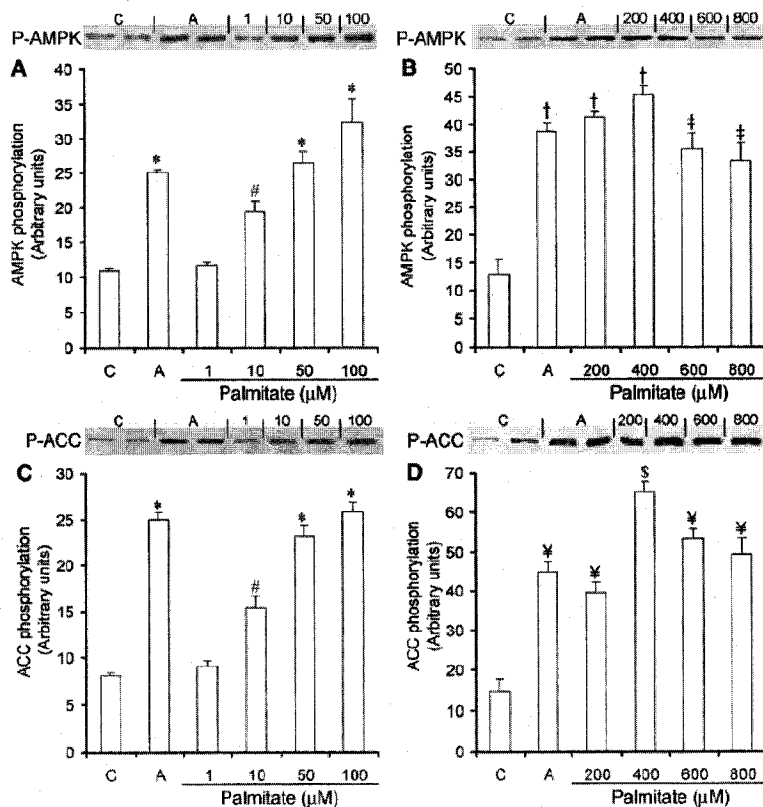 C A 1 10 50 100
P-AMPK
A
AMPK phosphorylation
(Arbitrary units)
40
35
30
25
20
15
10
5
0
* # * *
C A 1 10 50 100
Palmitate (µM)
C A 200 400 600 800
P-AMPK
B
AMPK phosphorylation
(Arbitrary units)
50
45
40
35
30
25
20
15
10
5
0
† † † ‡ ‡
C A 200 400 600 800
Palmitate (µM)
C A 1 10 50 100
P-ACC
C
ACC phosphorylation
(Arbitrary units)
30
25
20
15
10
5
0
* # * *
C A 1 10 50 100
Palmitate (µM)
C A 200 400 600 800
P-ACC
D
ACC phosphorylation
(Arbitrary units)
70
60
50
40
30
20
10
0
¥ ¥ $ ¥ ¥
C A 200 400 600 800
Palmitate (µM)